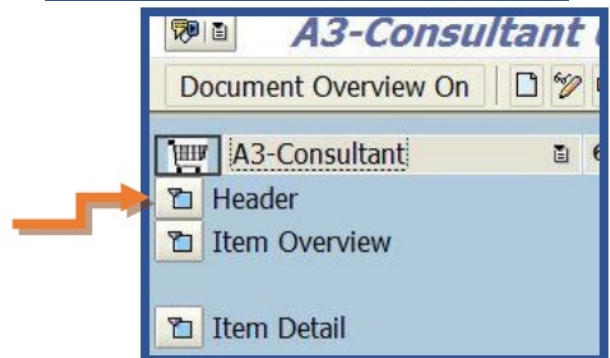 A3-Consultant
Document Overview On
A3-Consultant
Header
Item Overview
Item Detail